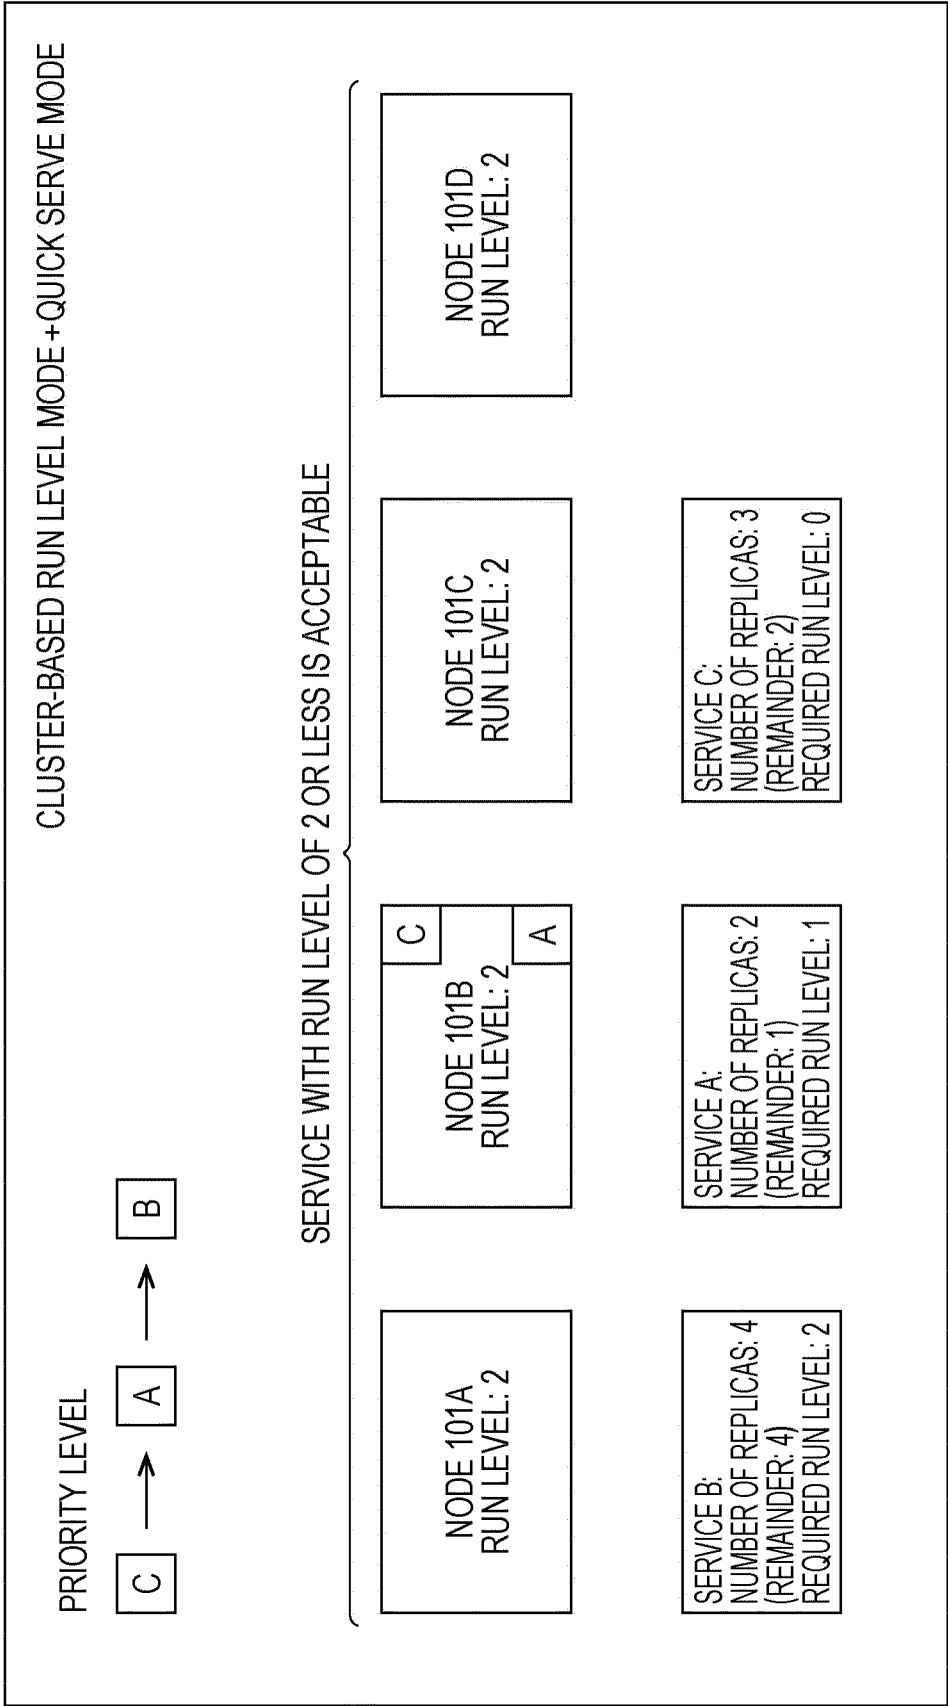 CLUSTER-BASED RUN LEVEL MODE+QUICK SERVE MODE
PRIORITY LEVEL
C
A
B
SERVICE WITH RUN LEVEL OF 2 OR LESS IS ACCEPTABLE
NODE 101A
RUN LEVEL: 2
NODE 101B
RUN LEVEL: 2
C
A
NODE 101C
RUN LEVEL: 2
NODE 101D
RUN LEVEL: 2
SERVICE B:
NUMBER OF REPLICAS: 4
(REMAINDER: 4)
REQUIRED RUN LEVEL: 2
SERVICE A:
NUMBER OF REPLICAS: 2
(REMAINDER: 1)
REQUIRED RUN LEVEL: 1
SERVICE C:
NUMBER OF REPLICAS: 3
(REMAINDER: 2)
REQUIRED RUN LEVEL: 0